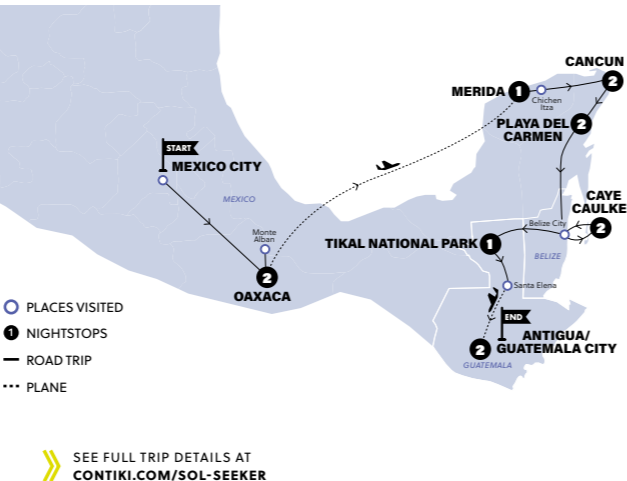 CANCUN
2
MERIDA
1
Chichen
Itza
PLAYA DEL
CARMEN
2
START
MEXICO CITY
MEXICO
CAYE
CAULKE
2
Belize City
Monte
Alban
TIKAL NATIONAL PARK
1
BELIZE
2
OAXACA
Santa Elena
PLACES VISITED
1 NIGHTSTOPS
ROAD TRIP
PLANE
END
ANTIGUA/
GUATEMALA CITY
2
GUATEMALA
SEE FULL TRIP DETAILS AT
CONTIKI.COM/SOL-SEEKER